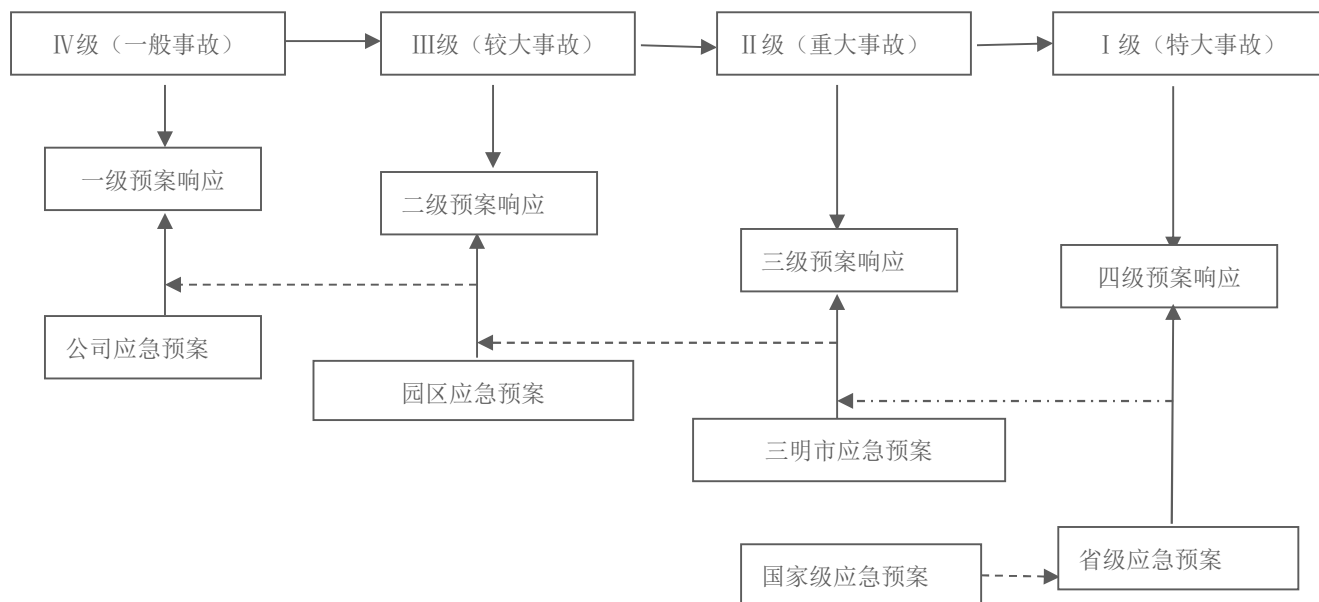 Ⅳ级（一般事故）
Ⅲ级（较大事故）
Ⅱ级（重大事故）
Ⅰ级（特大事故）
一级预案响应
二级预案响应
三级预案响应
四级预案响应
公司应急预案
园区应急预案
三明市应急预案
国家级应急预案
省级应急预案